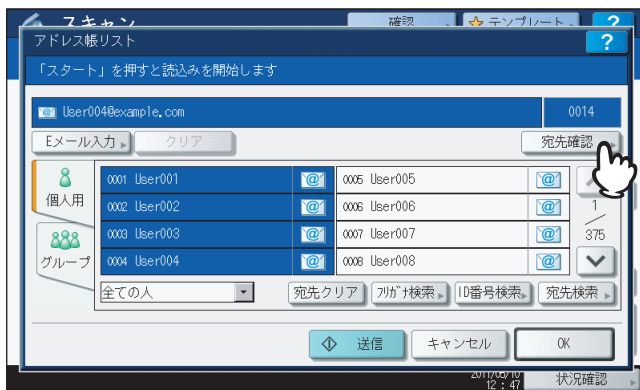 スキャン 確認 テンプレート ?
アドレス帳リスト ?
「スタート」を押すと読込みを開始します
User004@example.com 0014
Eメール入力 クリア 宛先確認
個人用
グループ
0001 User001
0002 User002
0003 User003
0004 User004
0005 User005
0006 User006
0007 User007
0008 User008
1
375
全ての人 宛先クリア ﾌﾘｶﾞﾅ検索 ID番号検索 宛先検索
送信 キャンセル OK
2011/05/10
12:47 状況確認